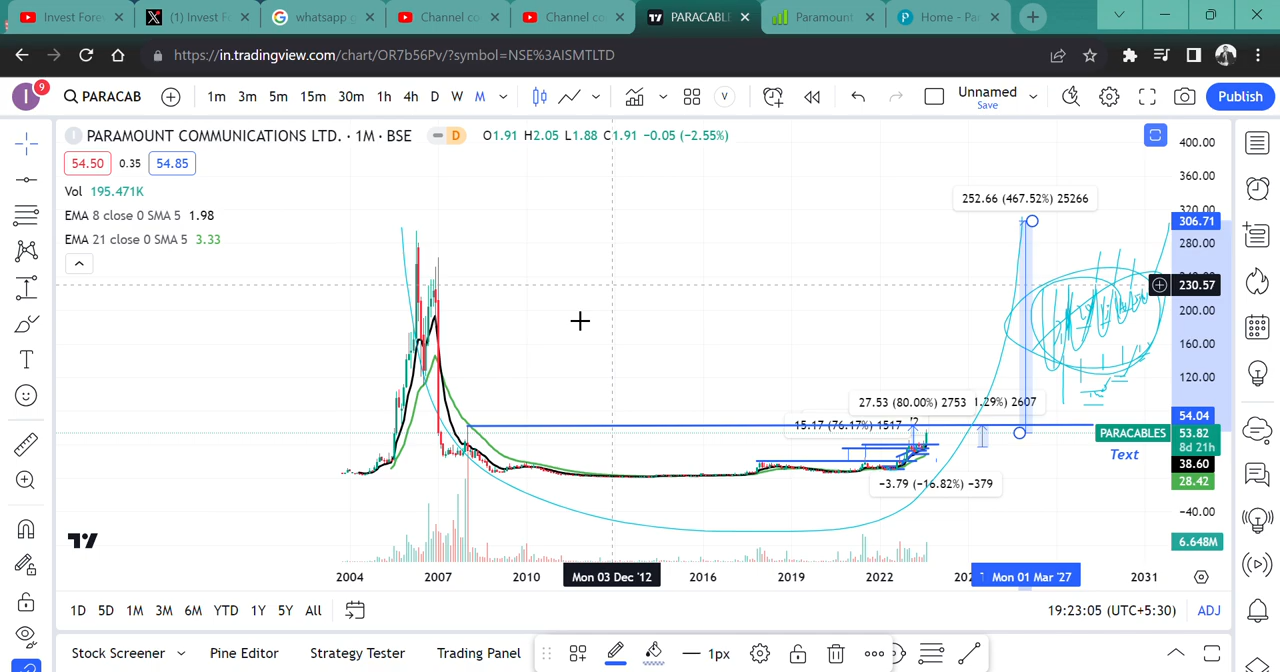 Invest Fores
(1) Invest F
whatsapp g
Channel co
Channel co
PARACABLE
Paramount
Home - Par
https://in.tradingview.com/chart/OR7b56Pv/?symbol=NSE%3AISMTLTD
I 9 PARACAB 1m 3m 5m 15m 30m 1h 4h D W M V Unnamed Save Publish
I PARAMOUNT COMMUNICATIONS LTD. · 1M · BSE D O1.91 H2.05 L1.88 C1.91 −0.05 (−2.55%)
54.50 0.35 54.85
Vol 195.471K
EMA 8 close 0 SMA 5 1.98
EMA 21 close 0 SMA 5 3.33
252.66 (467.52%) 25266
27.53 (80.00%) 2753 1.29%) 2607
15.17 (76.17%) 1517
−3.79 (−16.82%) −379
400.00
360.00
320.00
306.71
280.00
230.57
200.00
160.00
120.00
54.04
PARACABLES 53.82
8d 21h
Text
38.60
28.42
−40.00
6.648M
2004 2007 2010 Mon 03 Dec '12 2016 2019 2022 Mon 01 Mar '27 2031
1D 5D 1M 3M 6M YTD 1Y 5Y All 19:23:05 (UTC+5:30) ADJ
Stock Screener Pine Editor Strategy Tester Trading Panel 1px